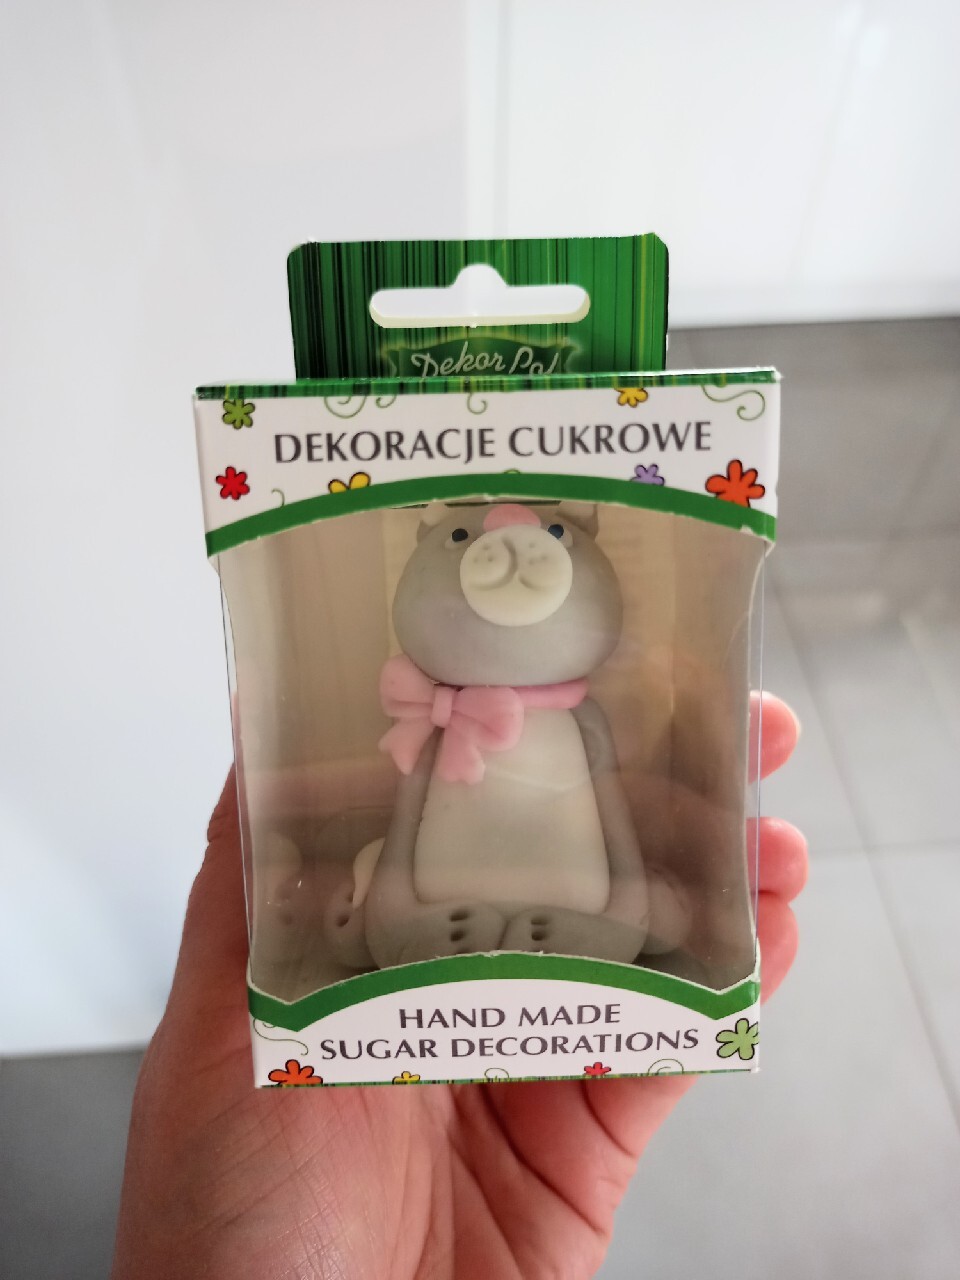 Dekor Pol
DEKORACJE CUKROWE
HAND MADE
SUGAR DECORATIONS